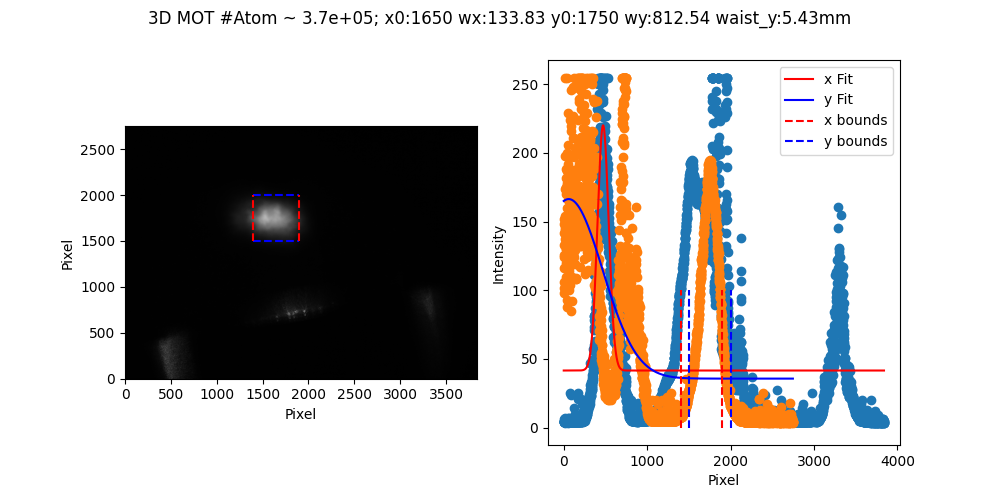 3D MOT #Atom ~ 3.7e+05; x0:1650 wx:133.83 y0:1750 wy:812.54 waist_y:5.43mm
2500
2000
1500
1000
500
0
Pixel
0 500 1000 1500 2000 2500 3000 3500
Pixel
250
200
150
100
50
0
Intensity
0 1000 2000 3000 4000
Pixel
x Fit
y Fit
x bounds
y bounds